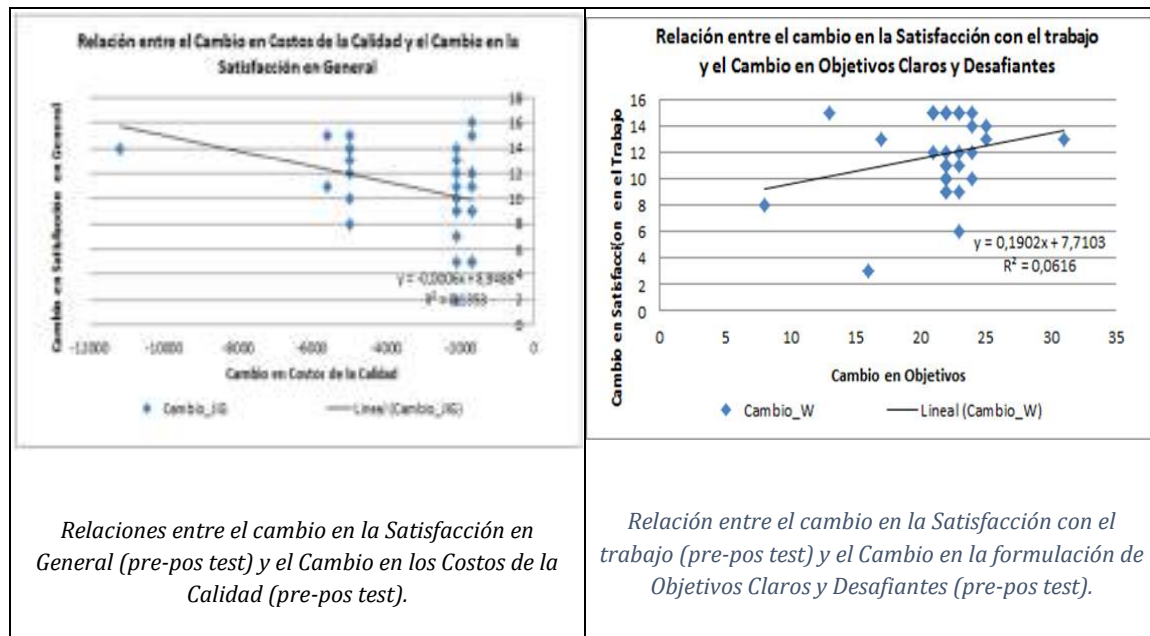 Relación entre el Cambio en Costos de la Calidad y el Cambio en la
Satisfacción en General
Cambio en Satisfacción en General
18
16
14
12
10
8
6
4
2
0
-12000 -10000 -8000 -6000 -4000 -2000 0
Cambio en Costos de la Calidad
Cambio_JIG
Lineal (Cambio_JIG)
Relaciones entre el cambio en la Satisfacción en
General (pre-pos test) y el Cambio en los Costos de la
Calidad (pre-pos test).
Relación entre el cambio en la Satisfacción con el trabajo
y el Cambio en Objetivos Claros y Desafiantes
Cambio en Satisfacciíon en el Trabajo
16
14
12
10
8
6
4
2
0
y = 0,1902x + 7,7103
R² = 0,0616
0 5 10 15 20 25 30 35
Cambio en Objetivos
Cambio_W
Lineal (Cambio_W)
Relación entre el cambio en la Satisfacción con el
trabajo (pre-pos test) y el Cambio en la formulación de
Objetivos Claros y Desafiantes (pre-pos test).